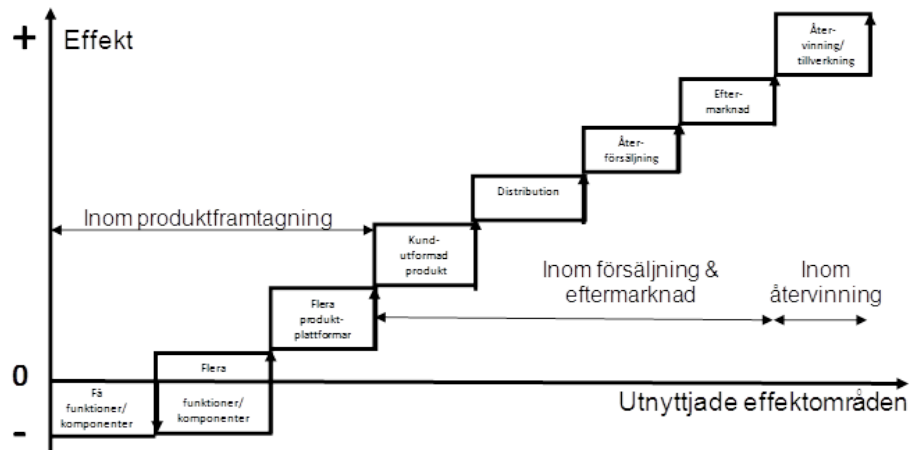 +
Effekt
Åter-
vinning/
tillverkning
Efter-
marknad
Åter-
försäljning
Distribution
Inom produktframtagning
Kund-
utformad
produkt
Inom försäljning &
eftermarknad
Inom
återvinning
Flera
produkt-
plattformar
0
Flera
funktioner/
komponenter
Få
funktioner/
komponenter
Utnyttjade effektområden
-